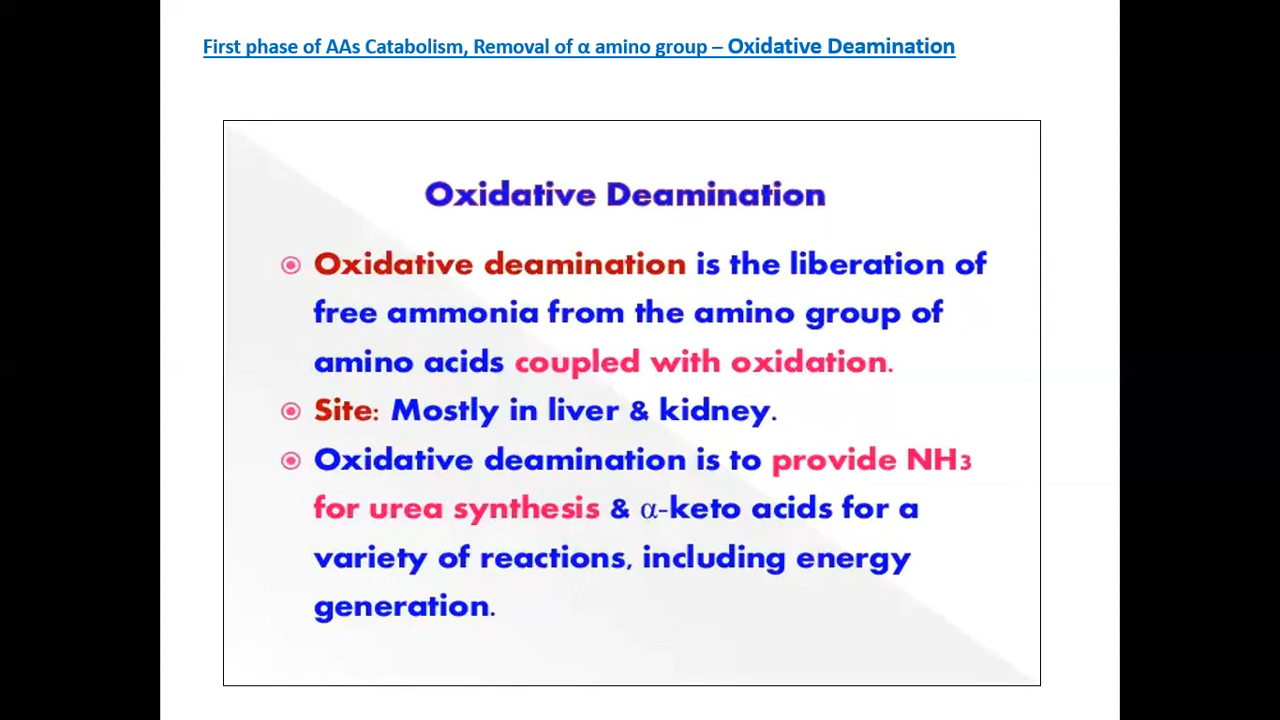 First phase of AAs Catabolism, Removal of α amino group – Oxidative Deamination
Oxidative Deamination
Oxidative deamination is the liberation of
free ammonia from the amino group of
amino acids coupled with oxidation.
Site: Mostly in liver & kidney.
Oxidative deamination is to provide NH3
for urea synthesis & α-keto acids for a
variety of reactions, including energy
generation.